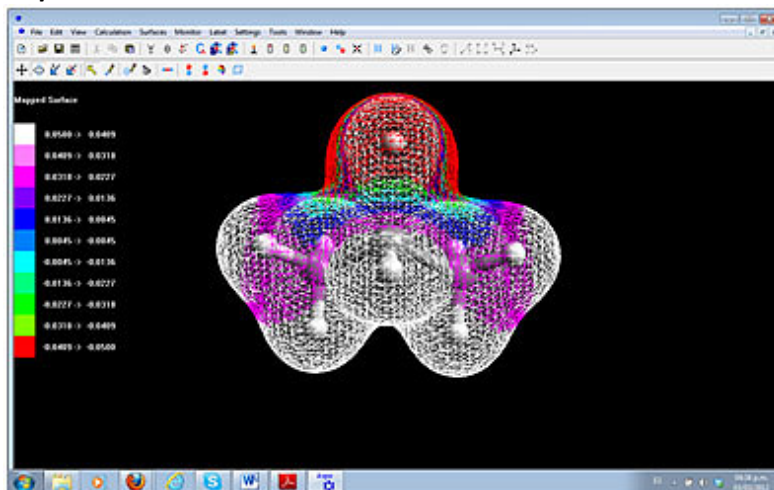 File Edit View Calculation Surfaces Monitor Label Settings Tools Window Help
Mapped Surface
0.0500 -> 0.0409
0.0409 -> 0.0318
0.0318 -> 0.0227
0.0227 -> 0.0136
0.0136 -> 0.0045
0.0045 -> -0.0045
-0.0045 -> -0.0136
-0.0136 -> -0.0227
-0.0227 -> -0.0318
-0.0318 -> -0.0409
-0.0409 -> -0.0500